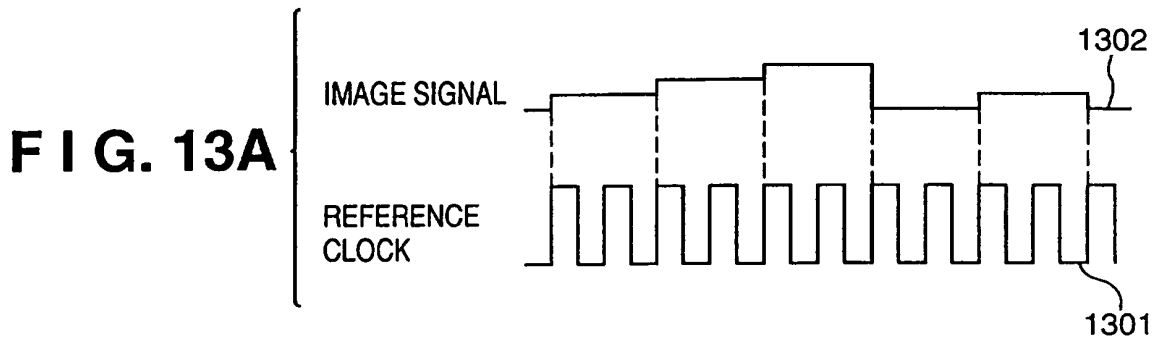 F I G. 13A
IMAGE SIGNAL
1302
REFERENCE
CLOCK
1301